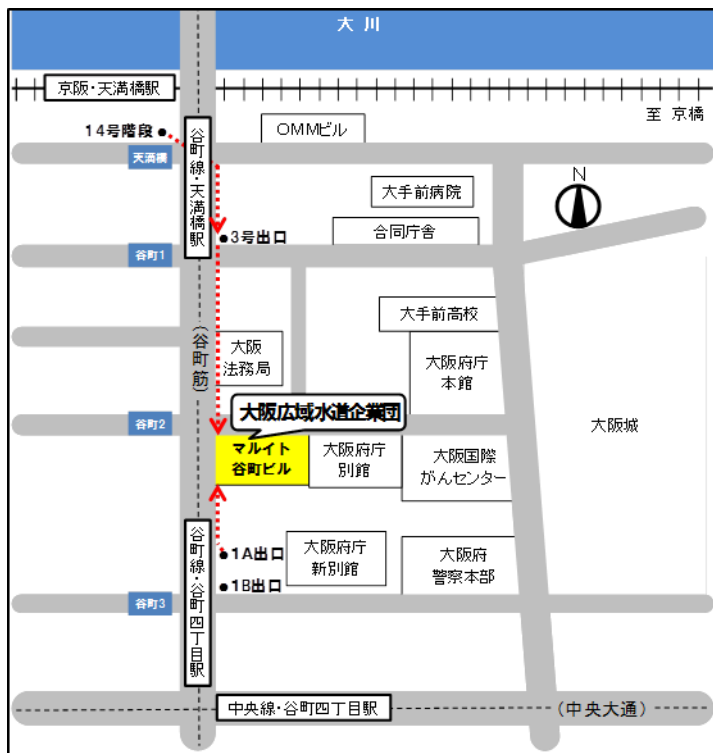 大 川
京阪・天満橋駅
至 京橋
14号階段
OMMビル
天満橋
谷町線・天満橋駅
N
大手前病院
3号出口
合同庁舎
谷町1
大手前高校
(谷町筋)
大阪
法務局
大阪府庁
本館
大阪広域水道企業団
谷町2
大阪城
マルイト
谷町ビル
大阪府庁
別館
大阪国際
がんセンター
谷町線・谷町四丁目駅
1A出口
大阪府庁
新別館
大阪府
警察本部
1B出口
谷町3
中央線・谷町四丁目駅
(中央大通)